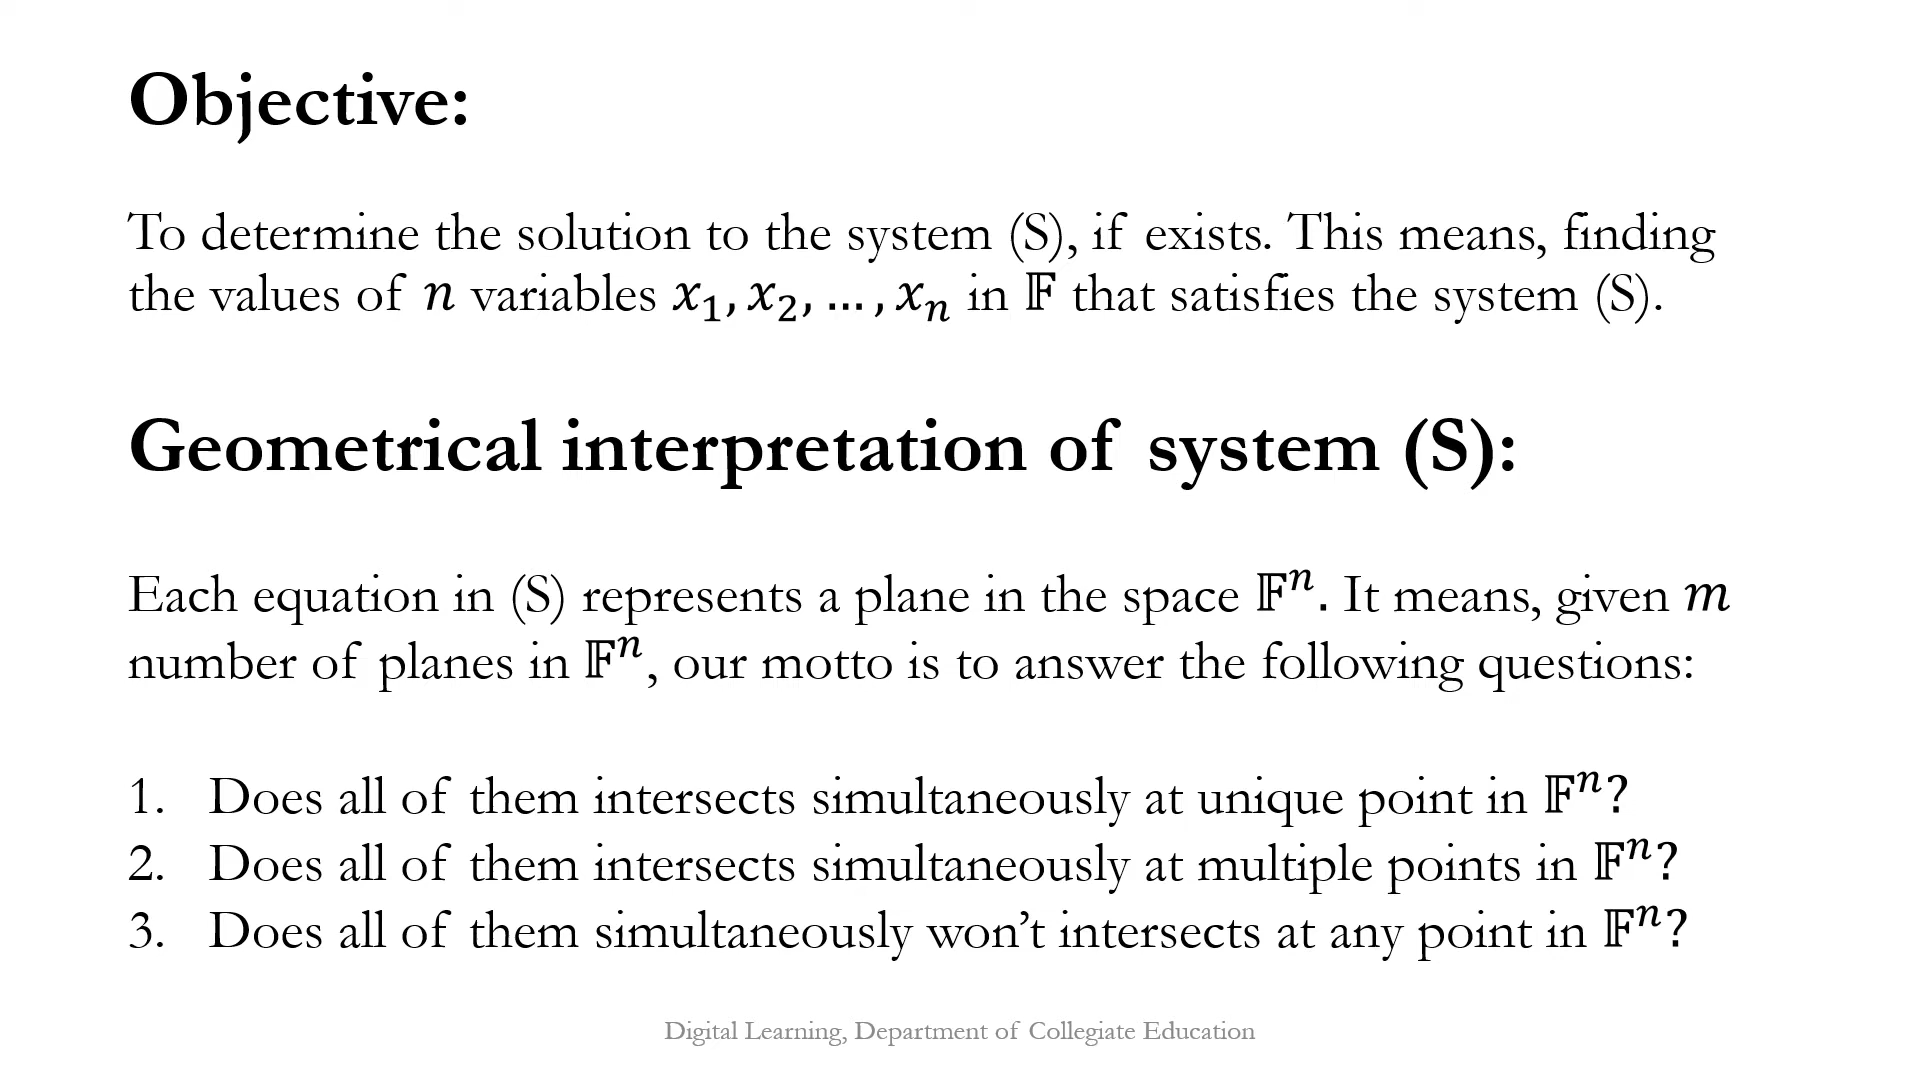 Objective:
To determine the solution to the system (S), if exists. This means, finding
the values of 𝑛 variables 𝑥₁, 𝑥₂, … , 𝑥ₙ in 𝔽 that satisfies the system (S).
Geometrical interpretation of system (S):
Each equation in (S) represents a plane in the space 𝔽ⁿ. It means, given 𝑚
number of planes in 𝔽ⁿ, our motto is to answer the following questions:
1. Does all of them intersects simultaneously at unique point in 𝔽ⁿ?
2. Does all of them intersects simultaneously at multiple points in 𝔽ⁿ?
3. Does all of them simultaneously won’t intersects at any point in 𝔽ⁿ?
Digital Learning, Department of Collegiate Education